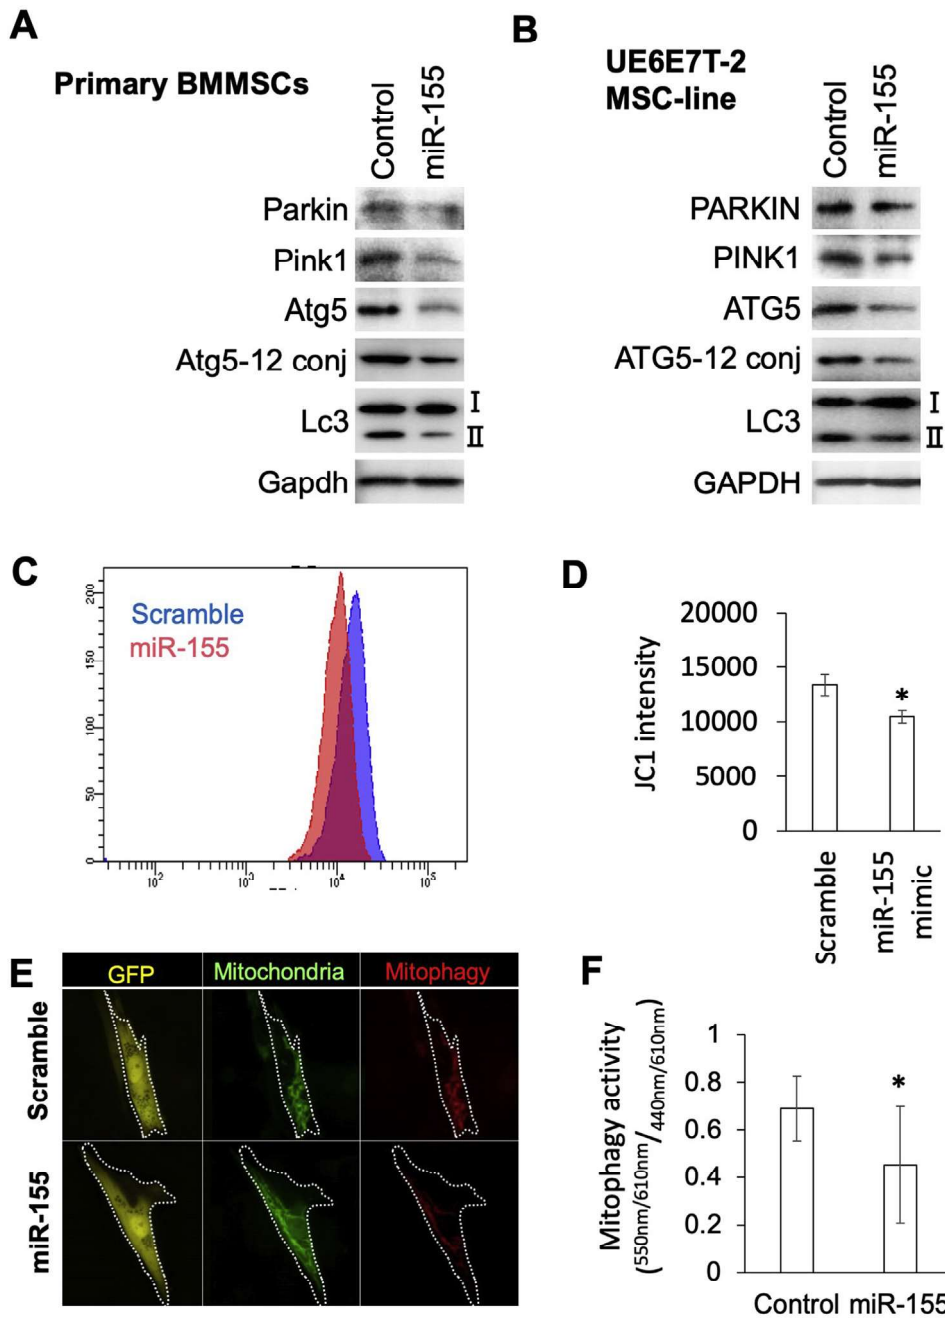 A
Primary BMMSCs
Control
miR-155
Parkin
Pink1
Atg5
Atg5-12 conj
Lc3
I
II
Gapdh
B
UE6E7T-2
MSC-line
Control
miR-155
PARKIN
PINK1
ATG5
ATG5-12 conj
LC3
I
II
GAPDH
C
Scramble
miR-155
200
150
100
50
0
10²
10³
10⁴
10⁵
D
JC1 intensity
20000
15000
10000
5000
0
*
Scramble
miR-155
mimic
E
GFP
Mitochondria
Mitophagy
Scramble
miR-155
F
Mitophagy activity
(550nm/610nm/440nm/610nm)
1
0.8
0.6
0.4
0.2
0
*
Control miR-155